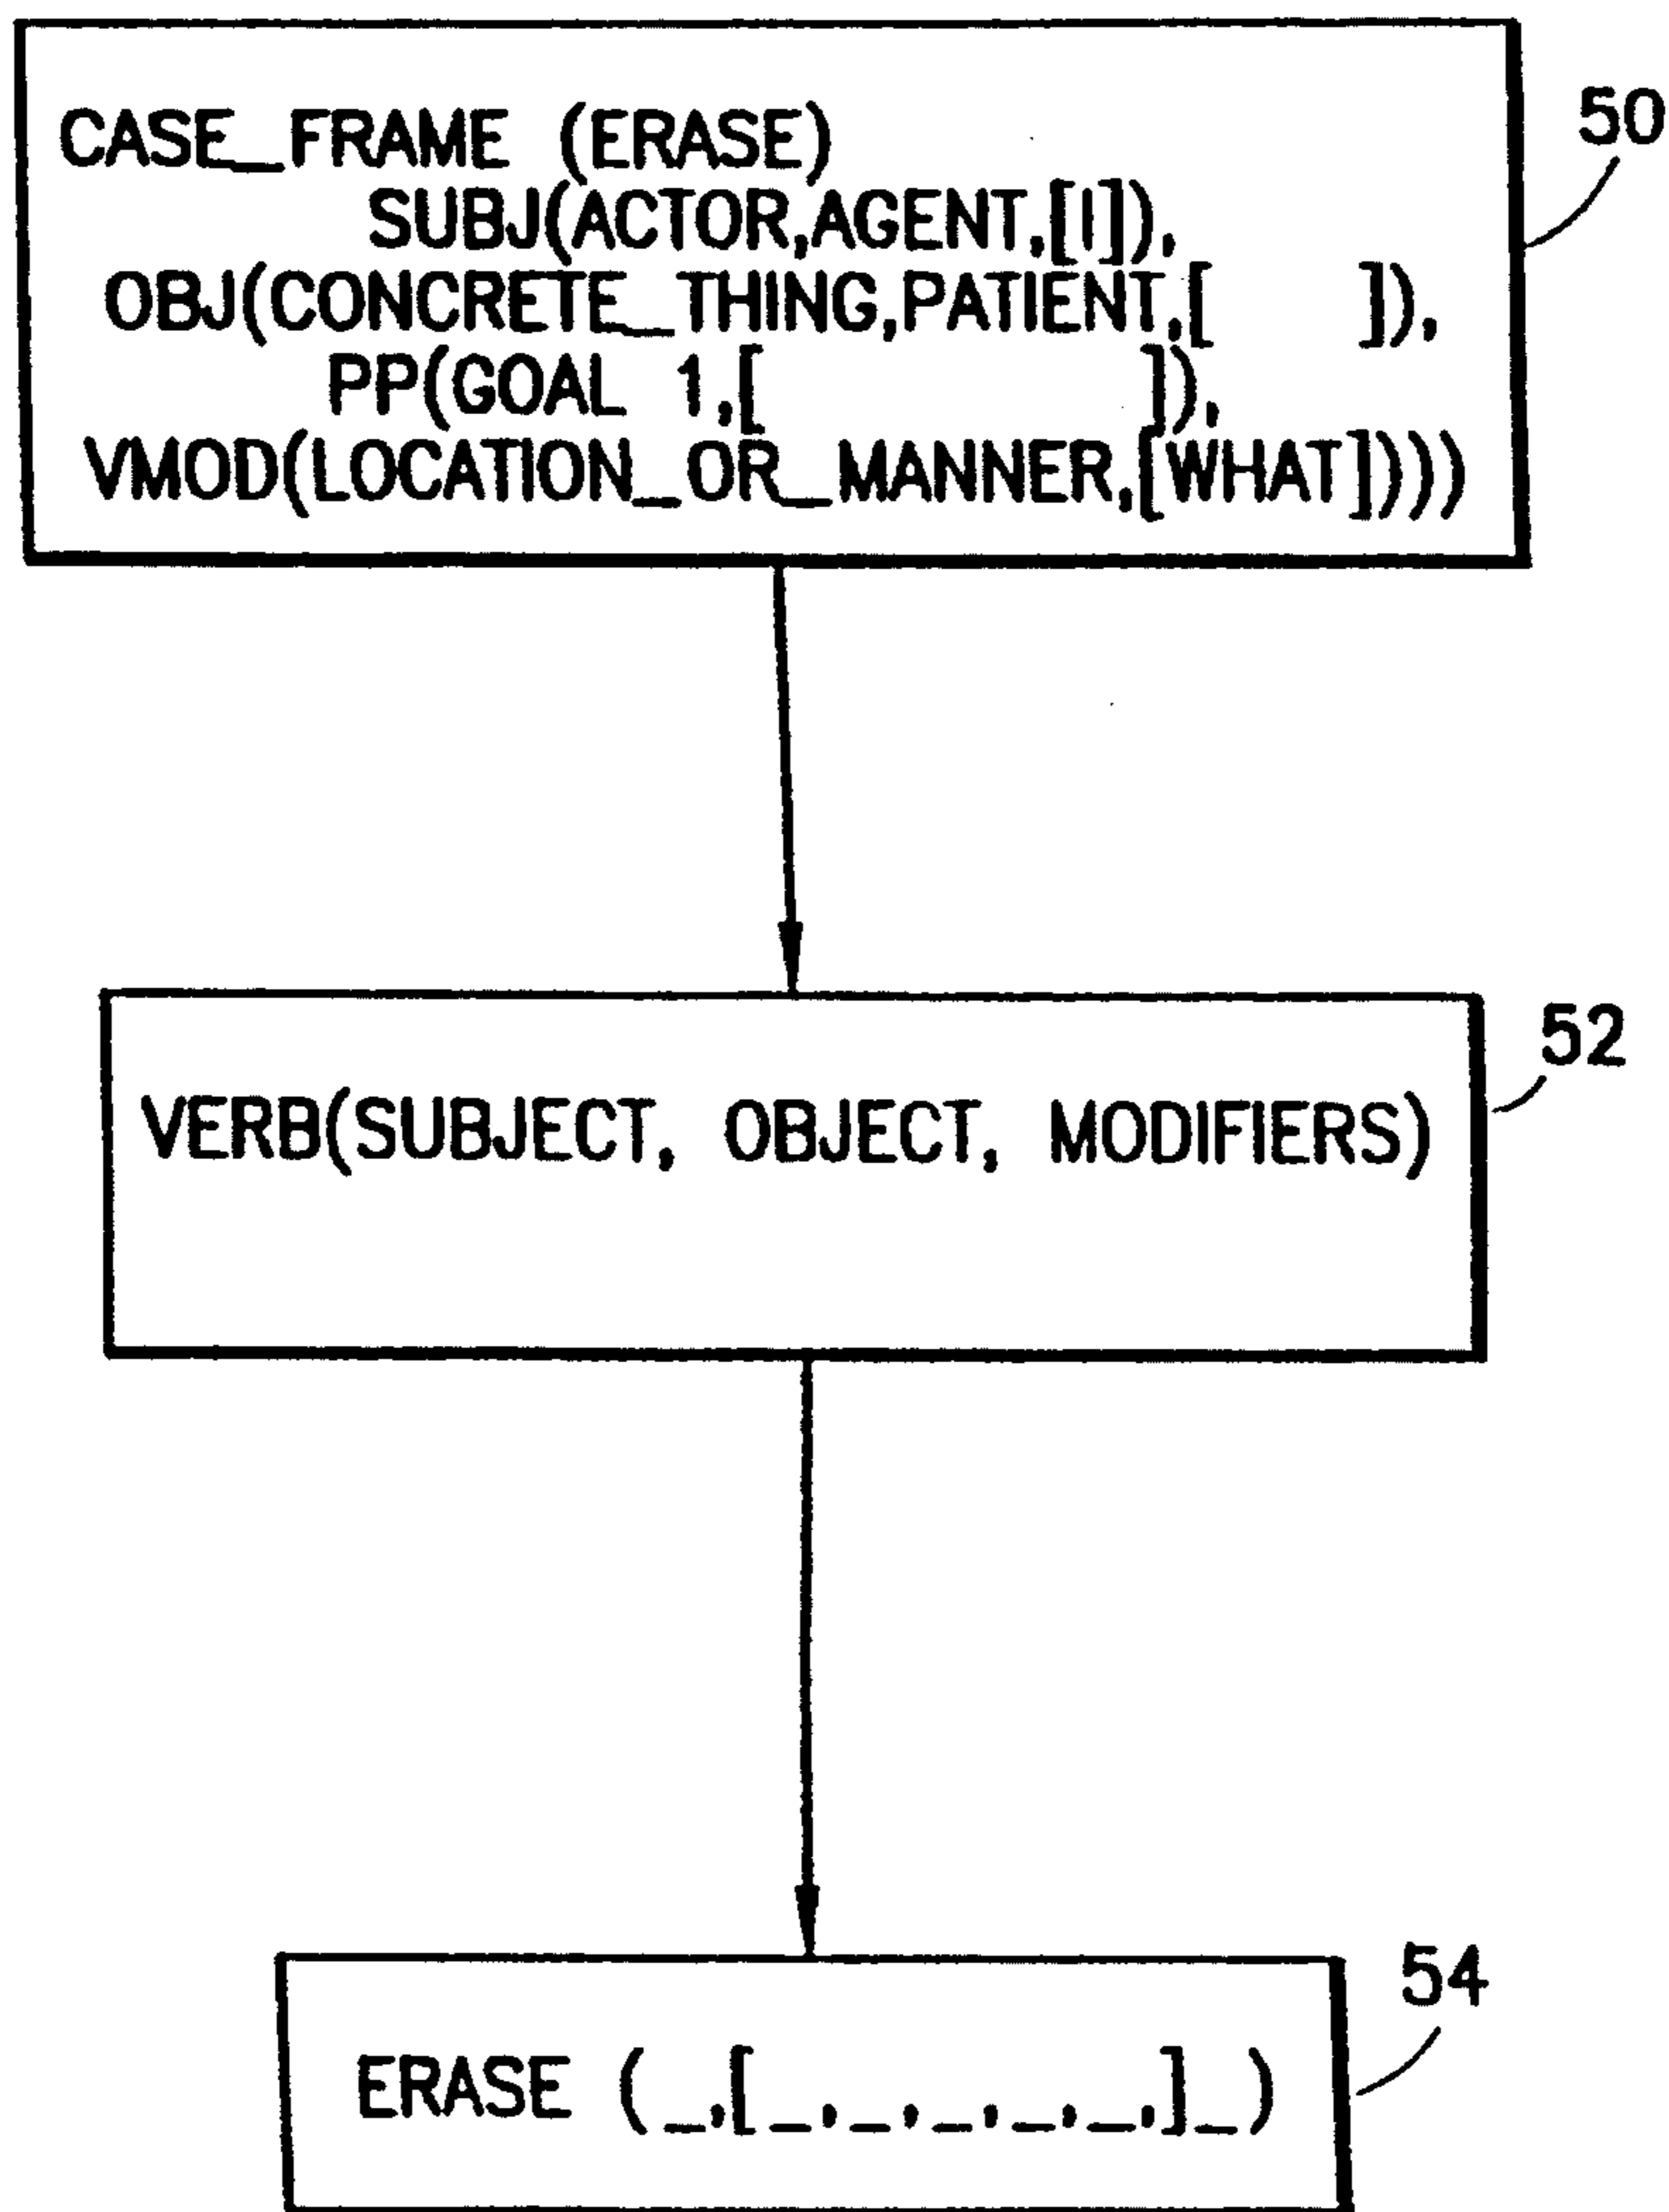 CASE_FRAME (ERASE)
SUBJ(ACTOR,AGENT,[I]),
OBJ(CONCRETE_THING,PATIENT,[ ]),
PP(GOAL 1,[ ]),
VMOD(LOCATION_OR_MANNER,[WHAT])))
50
VERB(SUBJECT, OBJECT, MODIFIERS)
52
ERASE (_,[_,_,_,_,_,]_)
54